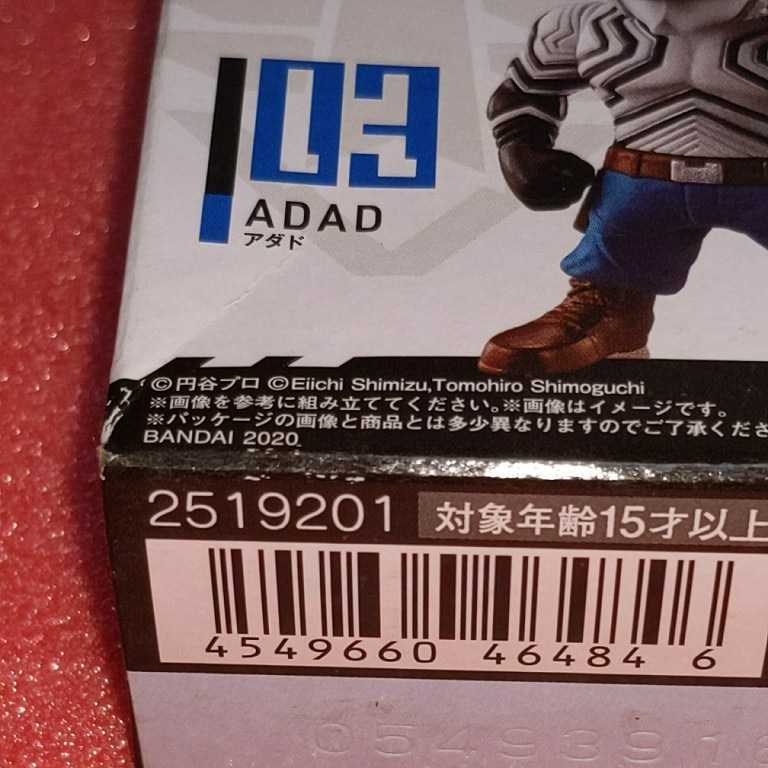 03
ADAD
アダド
©円谷プロ ©Eiichi Shimizu,Tomohiro Shimoguchi
※画像を参考に組み立ててください。※画像はイメージです。
※パッケージの画像と商品とは多少異なりますのでご了承くださ
BANDAI 2020
2519201 対象年齢15才以上
4549660 46484 6
0549391